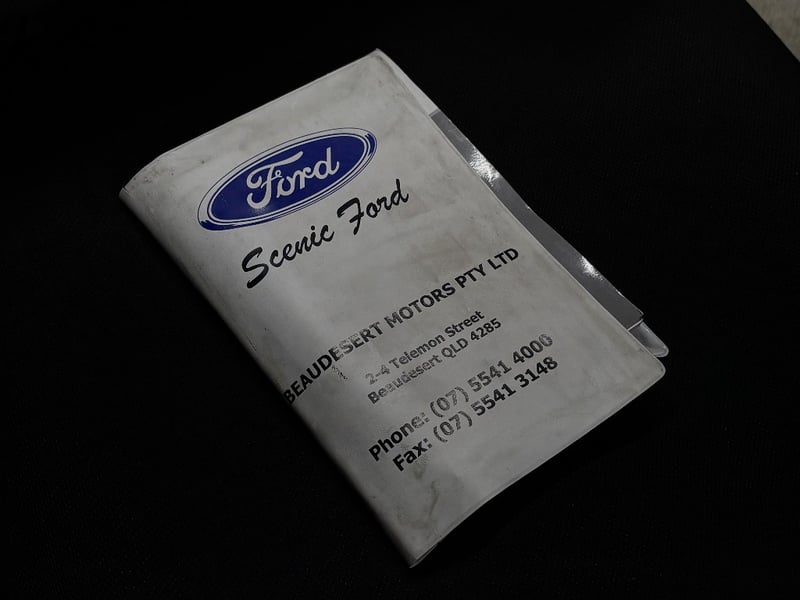 Ford
Scenic Ford
BEAUDESERT MOTORS PTY LTD
2-4 Telemon Street
Beaudesert QLD 4285
Phone: (07) 5541 4000
Fax: (07) 5541 3148